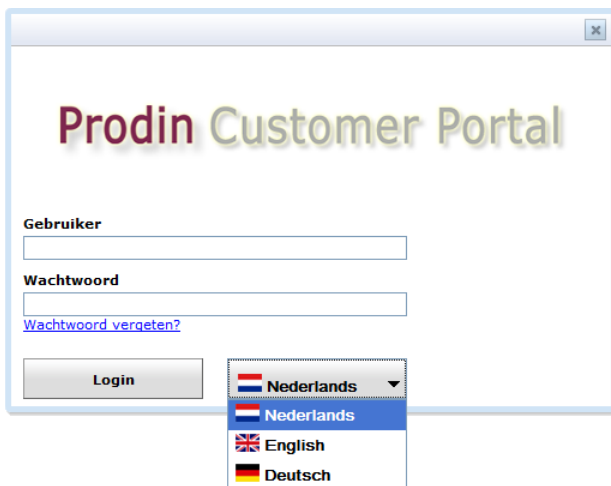 Prodin Customer Portal
Gebruiker
Wachtwoord
Wachtwoord vergeten?
Login
Nederlands
Nederlands
English
Deutsch